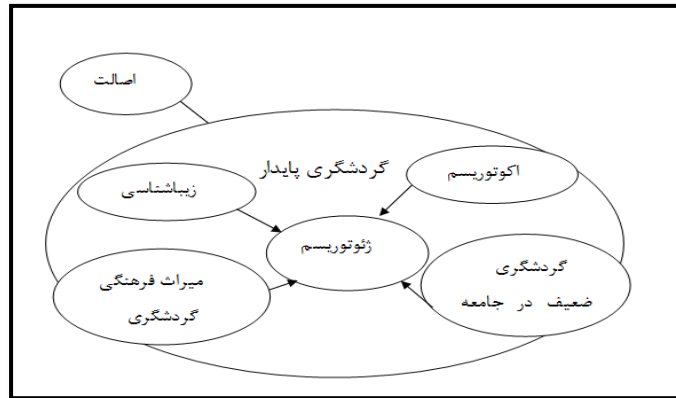 اصالت
گردشگری پایدار
اکوتوریسم
زیباشناسی
ژئوتوریسم
گردشگری
ضعیف در جامعه
میراث فرهنگی
گردشگری